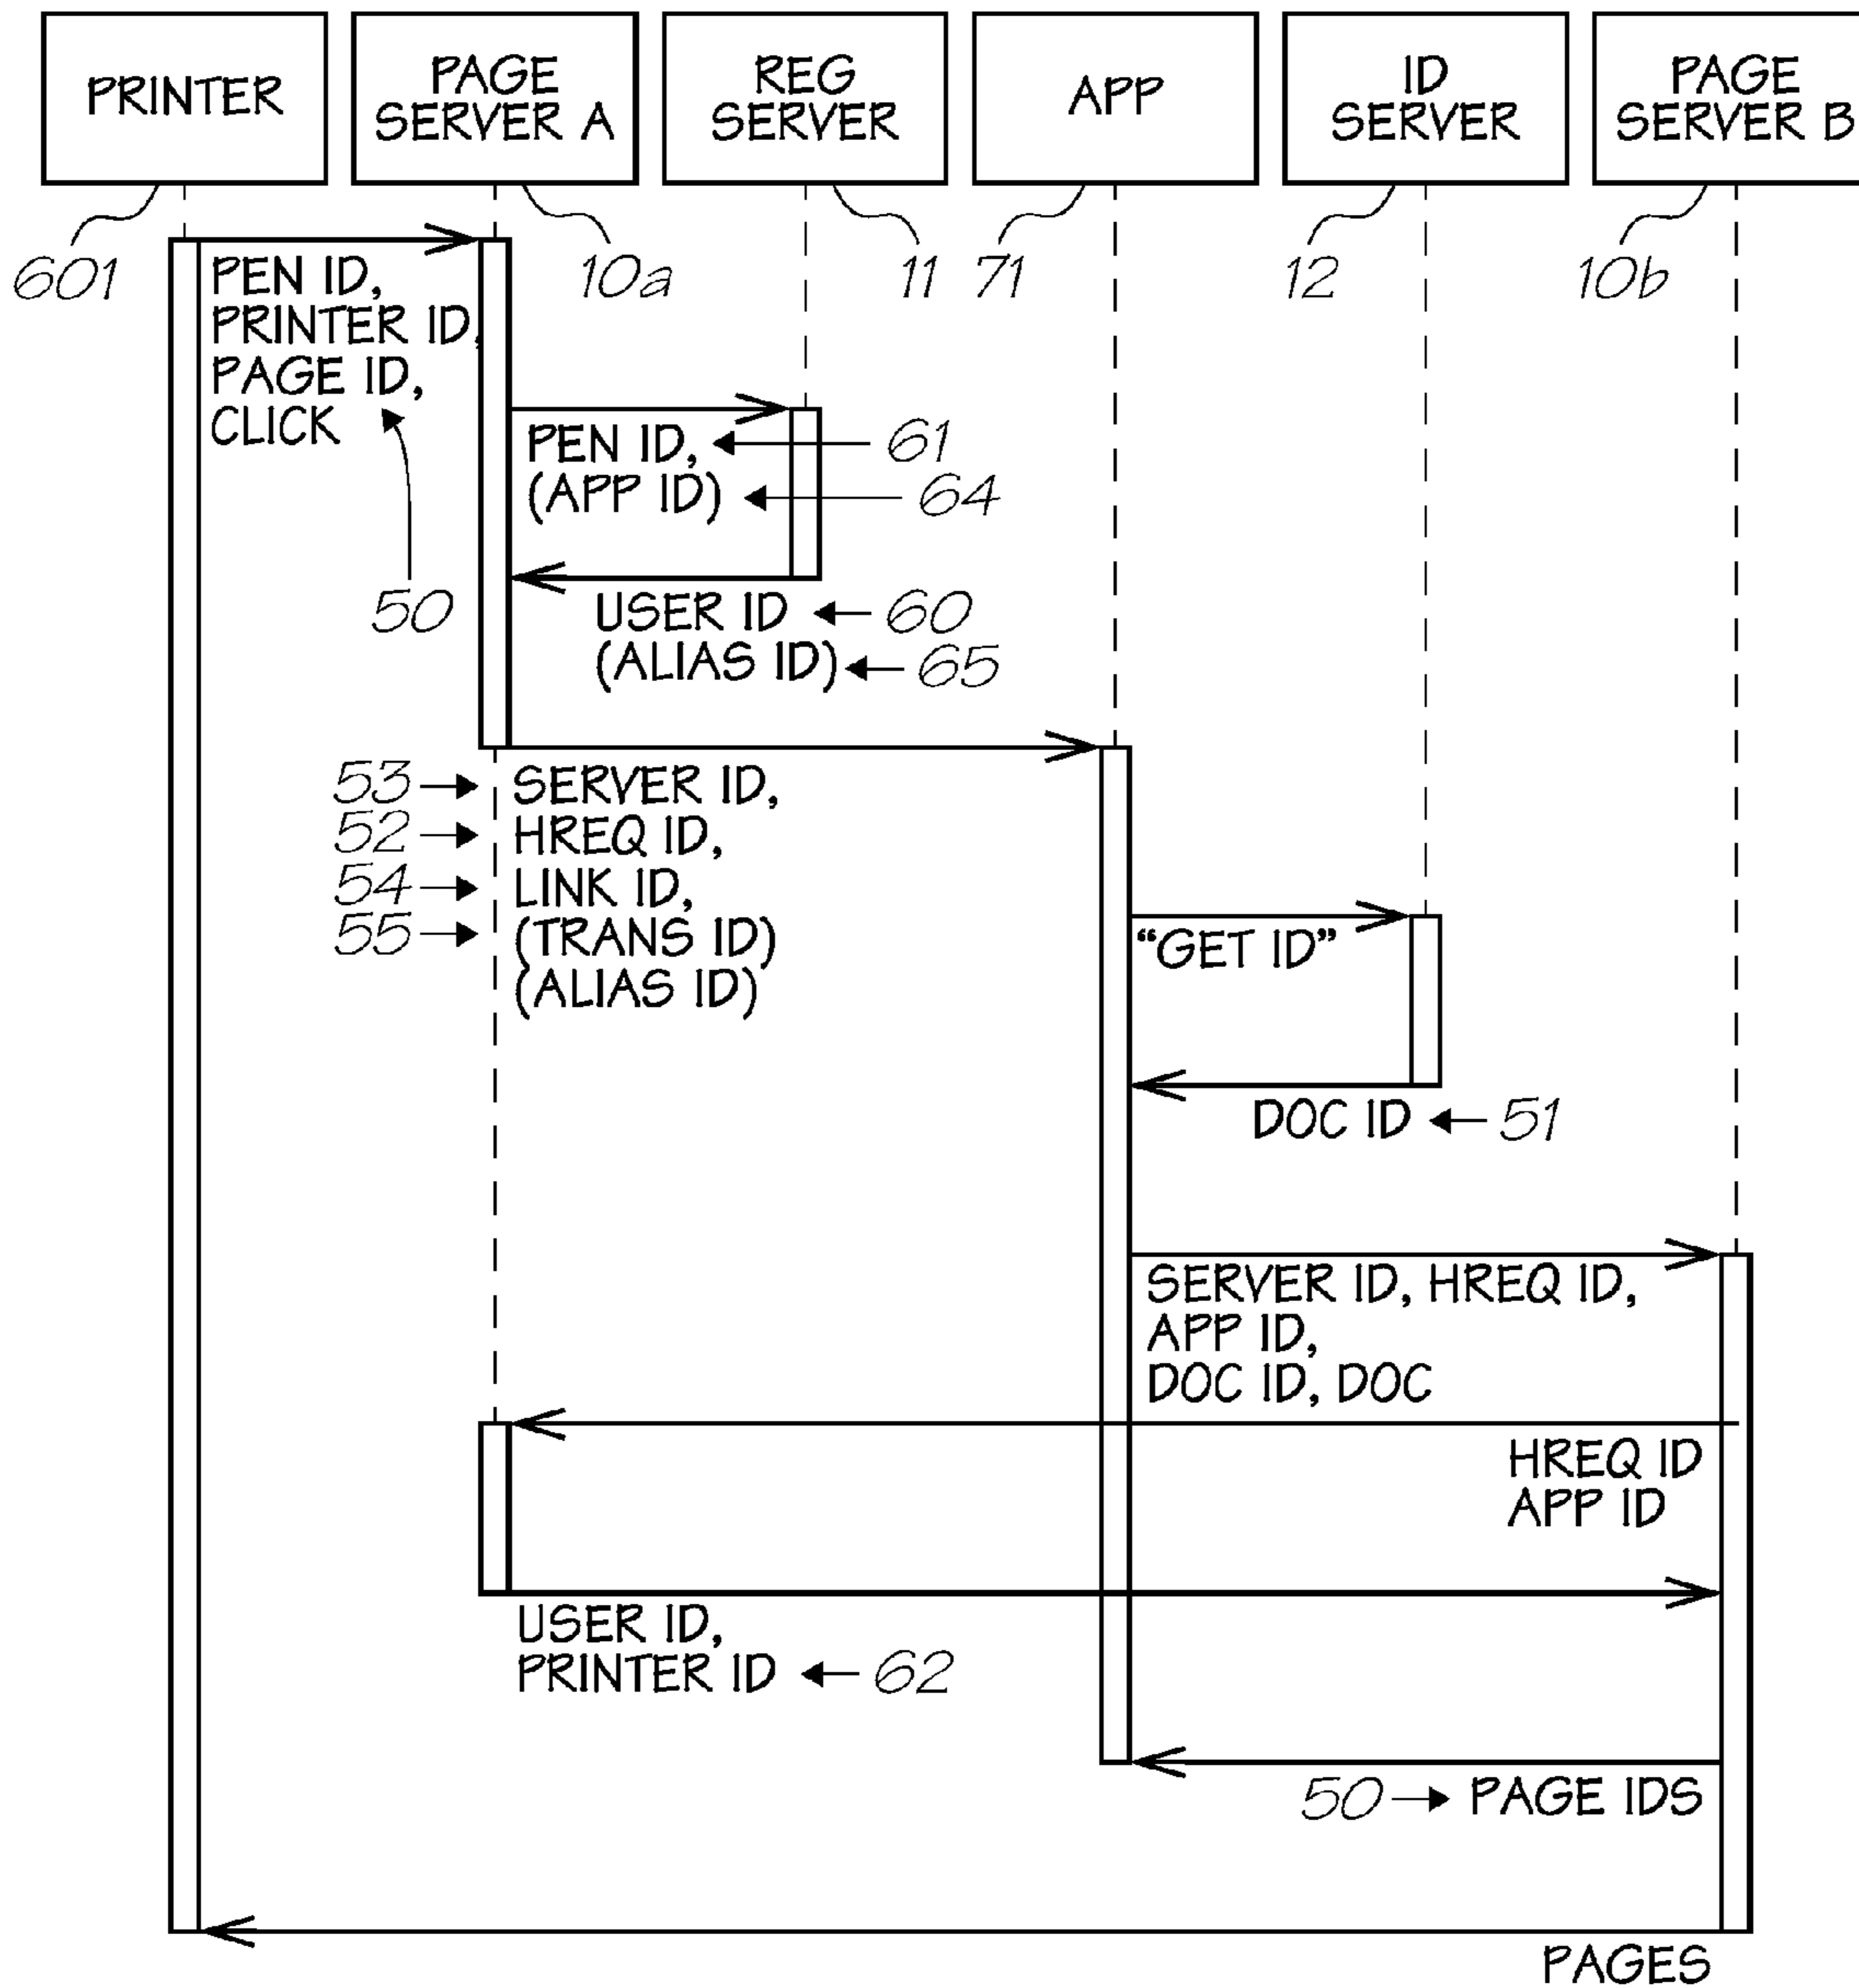 PRINTER
PAGE
SERVER A
REG
SERVER
APP
ID
SERVER
PAGE
SERVER B
601
10a
11
71
12
10b
PEN ID,
PRINTER ID,
PAGE ID,
CLICK
50
PEN ID,
61
(APP ID)
64
USER ID
60
(ALIAS ID)
65
53
SERVER ID,
52
HREQ ID,
54
LINK ID,
55
(TRANS ID)
(ALIAS ID)
"GET ID"
DOC ID
51
SERVER ID, HREQ ID,
APP ID,
DOC ID, DOC
HREQ ID
APP ID
USER ID,
PRINTER ID
62
50
PAGE IDS
PAGES